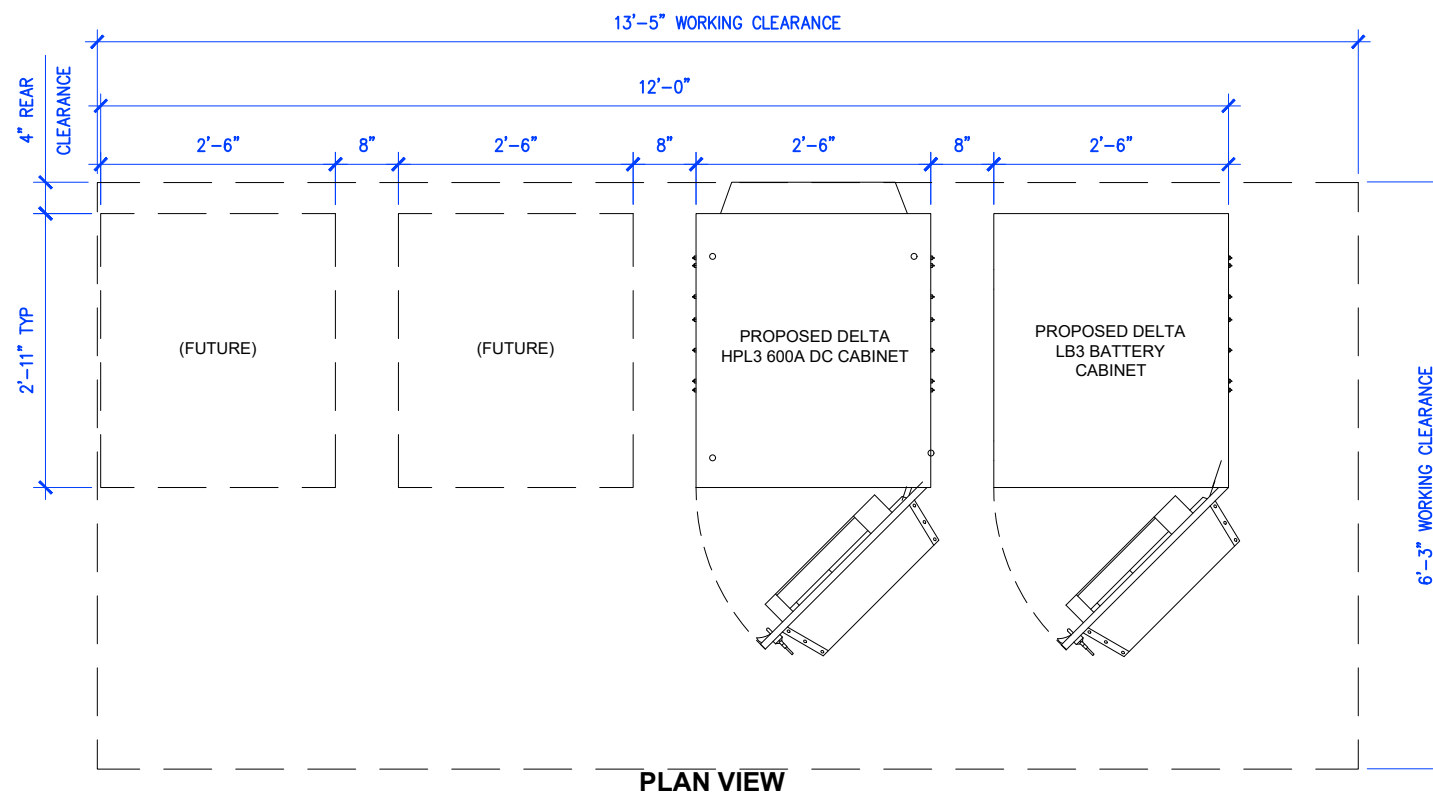 13'-5" WORKING CLEARANCE
4" REAR
CLEARANCE
12'-0"
2'-6"
8"
2'-6"
8"
2'-6"
8"
2'-6"
2'-11" TYP
(FUTURE)
(FUTURE)
PROPOSED DELTA
HPL3 600A DC CABINET
PROPOSED DELTA
LB3 BATTERY
CABINET
6'-3" WORKING CLEARANCE
PLAN VIEW